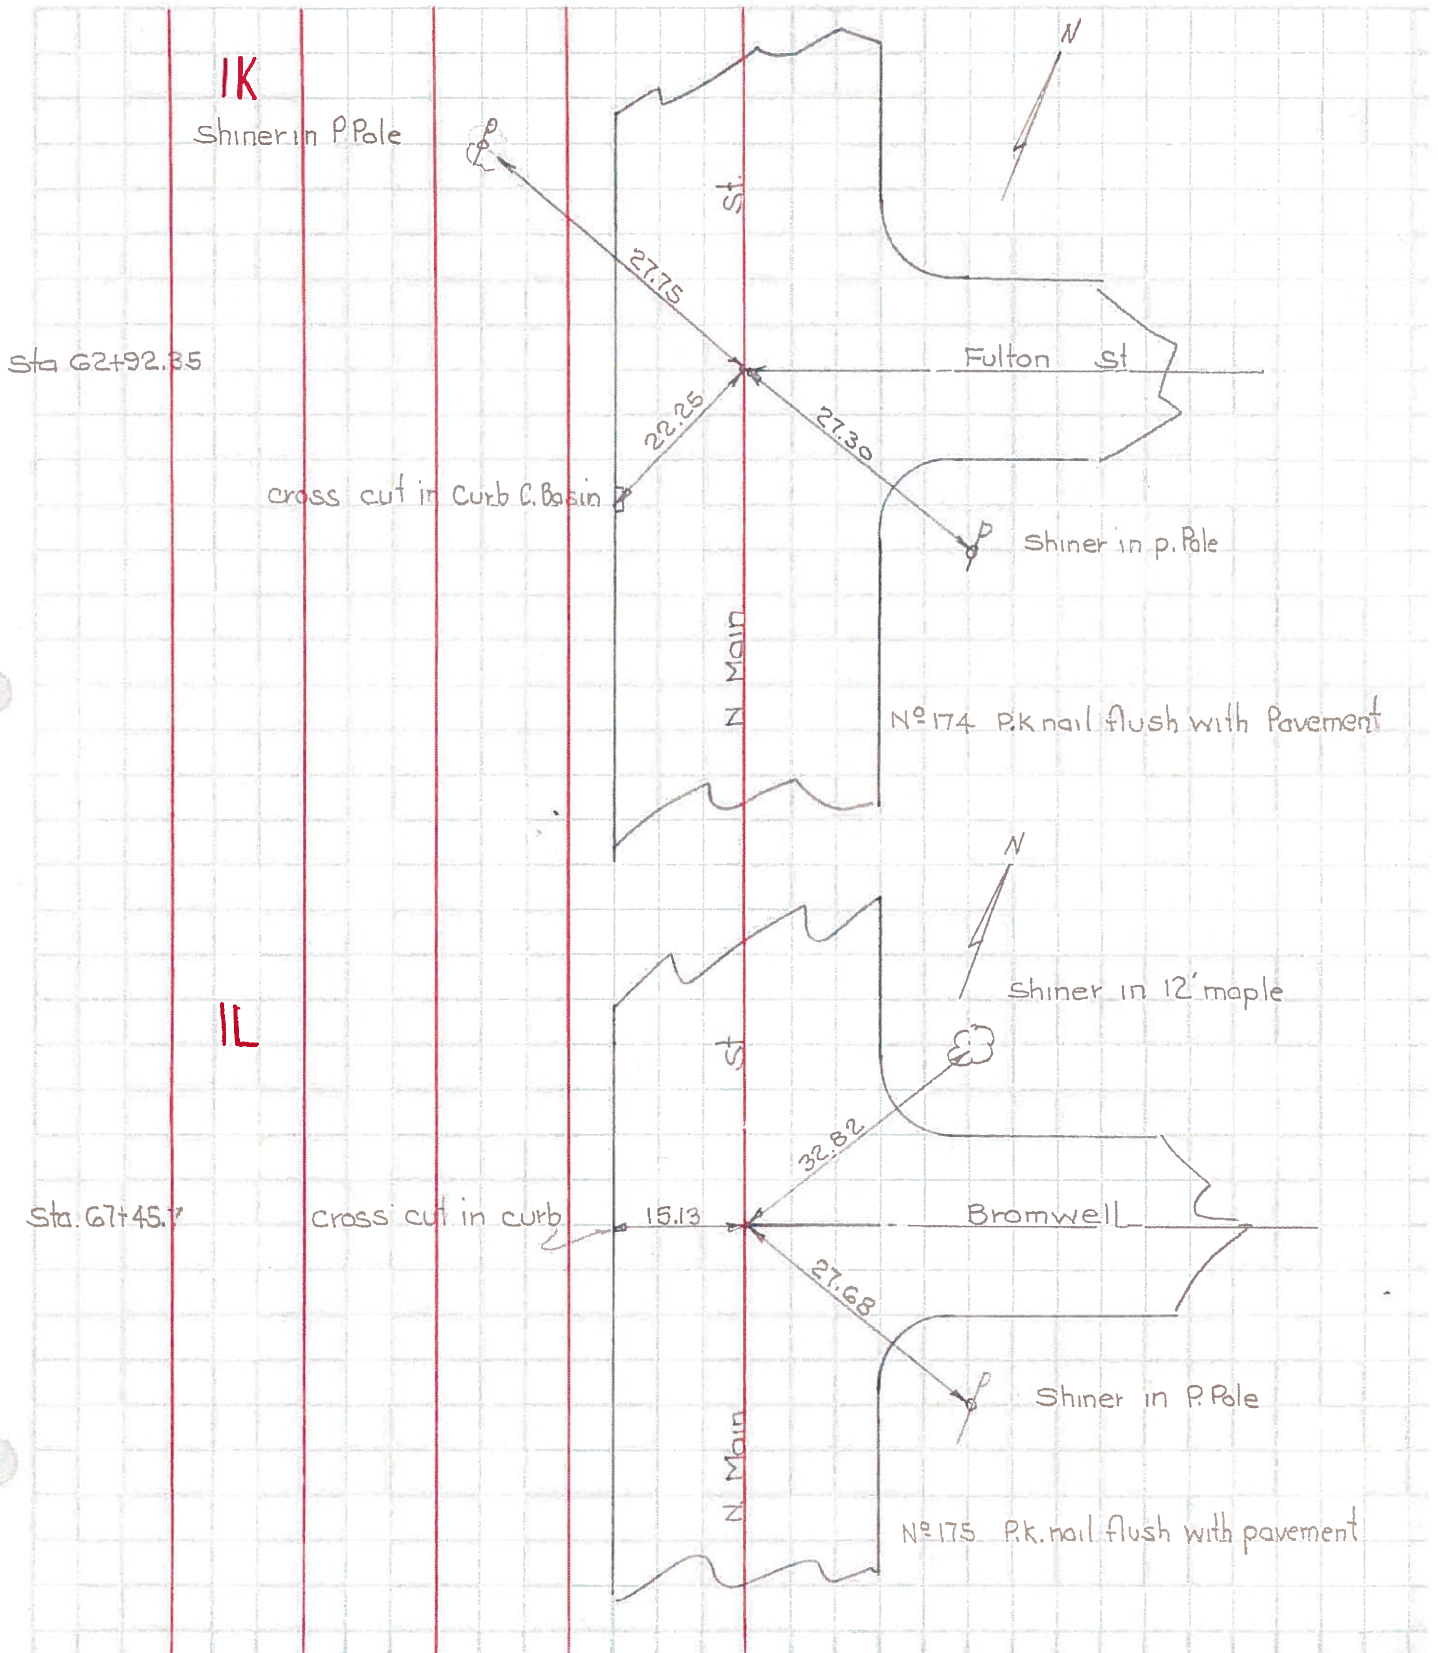 1K
N
Shiner in P Pole
St.
27.75
Sta 62+92.35
Fulton St
22.25
27.30
cross cut in Curb C. Basin
Shiner in p. Pole
N Main
Nº 174 P.K nail flush with Pavement
N
Shiner in 12" maple
1L
St
32.82
Sta. 67+45.7
cross cut in curb
15.13
Bromwell
27.68
Shiner in P. Pole
N Main
Nº 175 P.K. nail flush with pavement